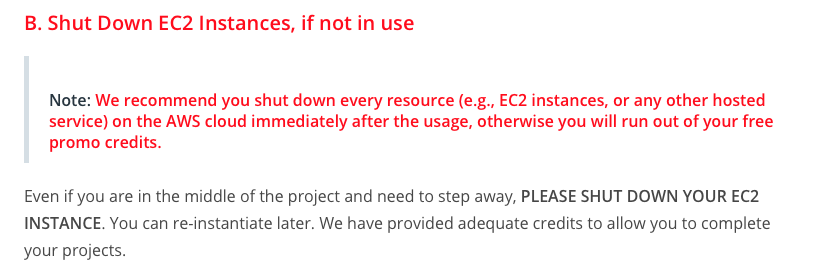 B. Shut Down EC2 Instances, if not in use
Note: We recommend you shut down every resource (e.g., EC2 instances, or any other hosted
service) on the AWS cloud immediately after the usage, otherwise you will run out of your free
promo credits.
Even if you are in the middle of the project and need to step away, PLEASE SHUT DOWN YOUR EC2
INSTANCE. You can re-instantiate later. We have provided adequate credits to allow you to complete
your projects.